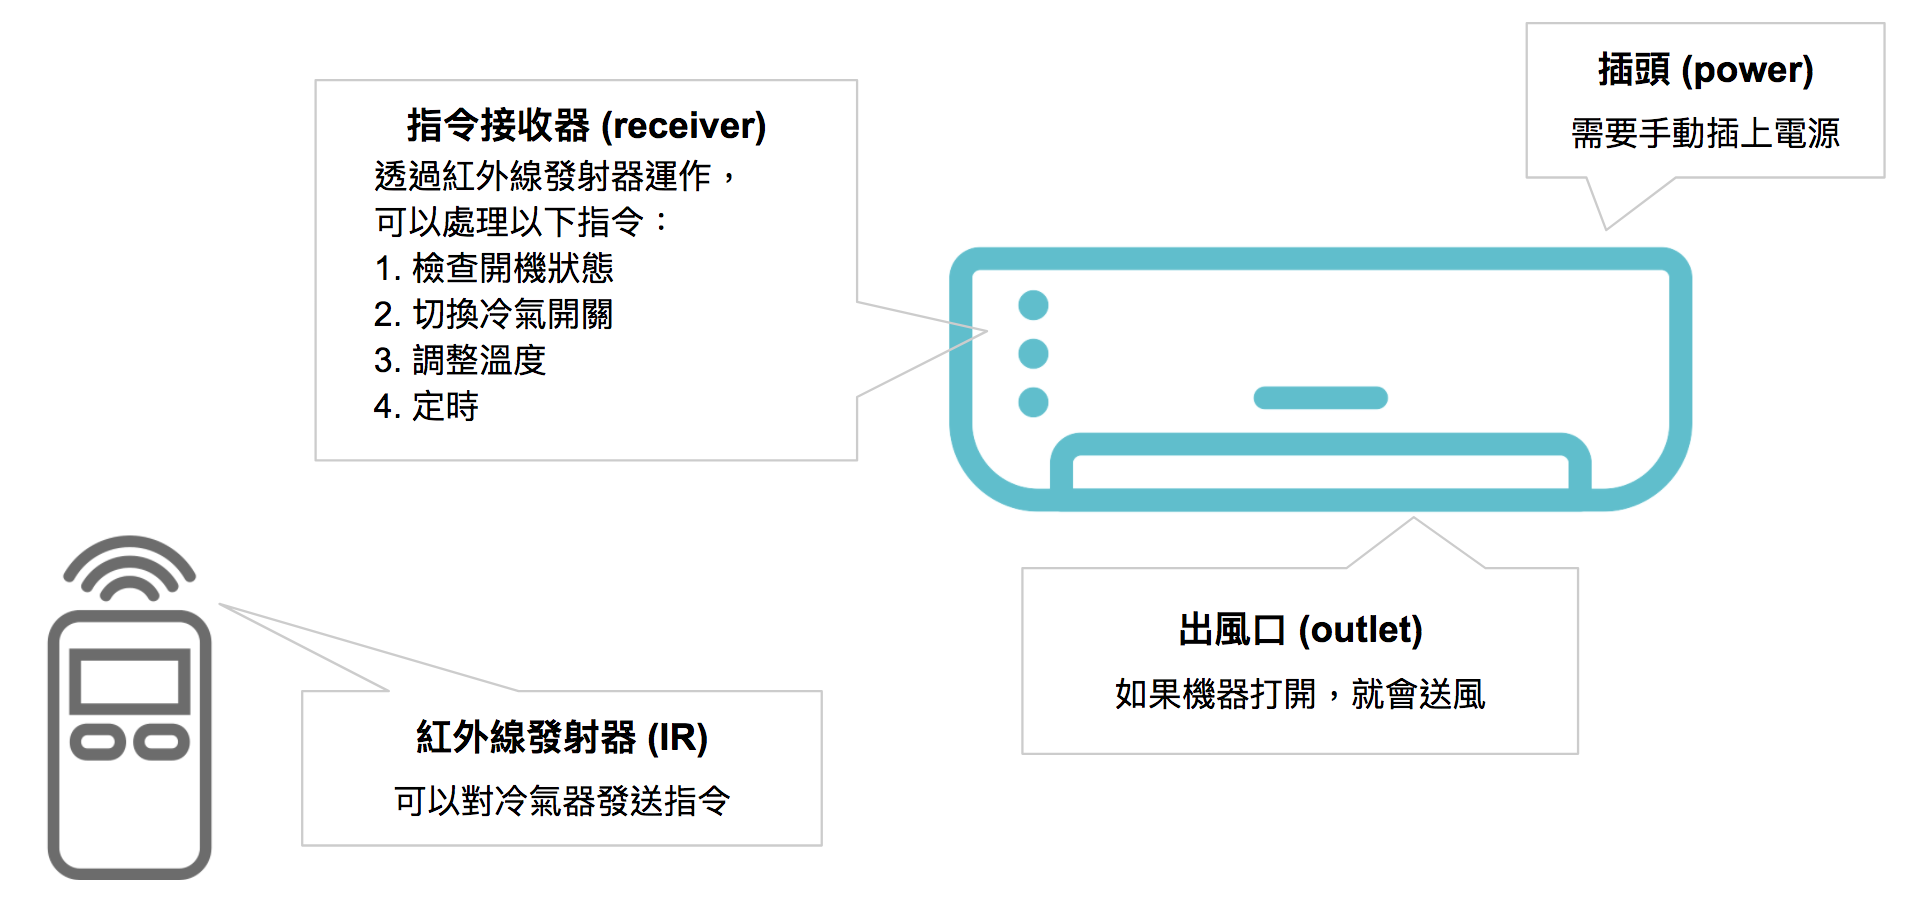 插頭 (power)
需要手動插上電源
指令接收器 (receiver)
透過紅外線發射器運作，
可以處理以下指令：
1. 檢查開機狀態
2. 切換冷氣開關
3. 調整溫度
4. 定時
出風口 (outlet)
如果機器打開，就會送風
紅外線發射器 (IR)
可以對冷氣器發送指令